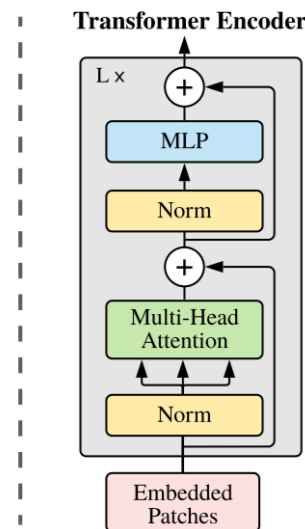 Transformer Encoder
L ×
+
MLP
Norm
+
Multi-Head
Attention
Norm
Embedded
Patches